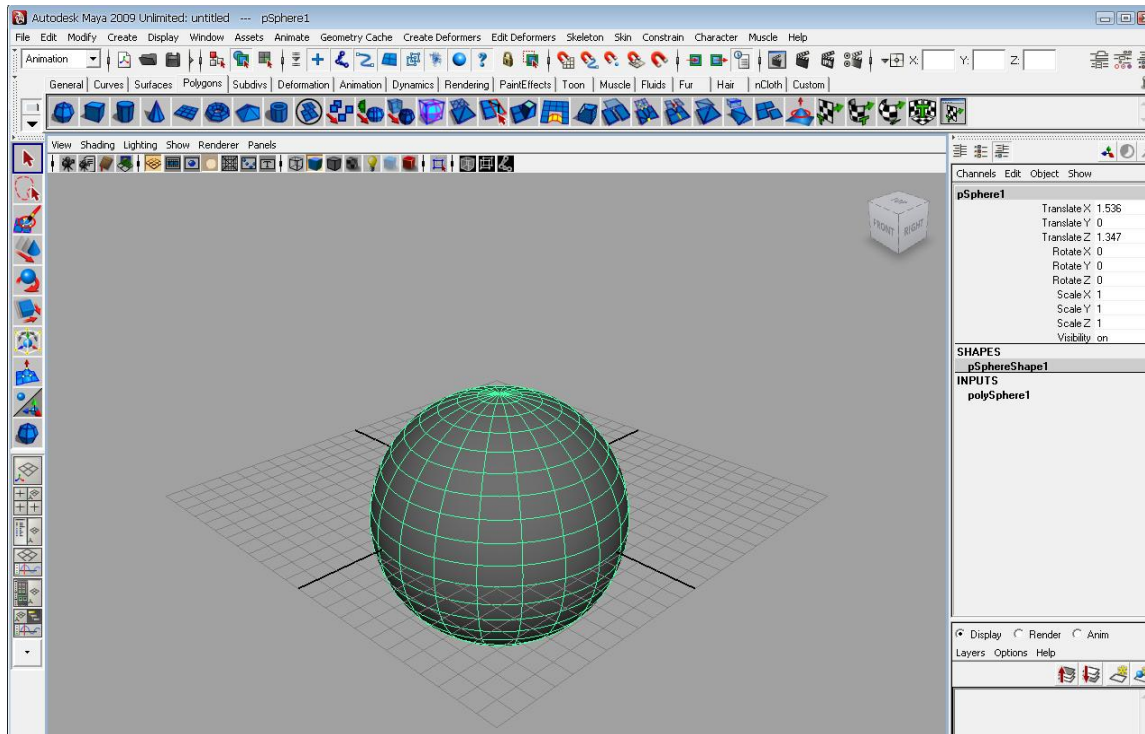 Autodesk Maya 2009 Unlimited: untitled --- pSphere1
File Edit Modify Create Display Window Assets Animate Geometry Cache Create Deformers Edit Deformers Skeleton Skin Constrain Character Muscle Help
Animation X: Y: Z:
General Curves Surfaces Polygons Subdivs Deformation Animation Dynamics Rendering PaintEffects Toon Muscle Fluids Fur Hair nCloth Custom
View Shading Lighting Show Renderer Panels
Channels Edit Object Show
pSphere1
Translate X 1.536
Translate Y 0
Translate Z 1.347
Rotate X 0
Rotate Y 0
Rotate Z 0
Scale X 1
Scale Y 1
Scale Z 1
Visibility on
SHAPES
pSphereShape1
INPUTS
polySphere1
TOP
FRONT RIGHT
Display Render Anim
Layers Options Help